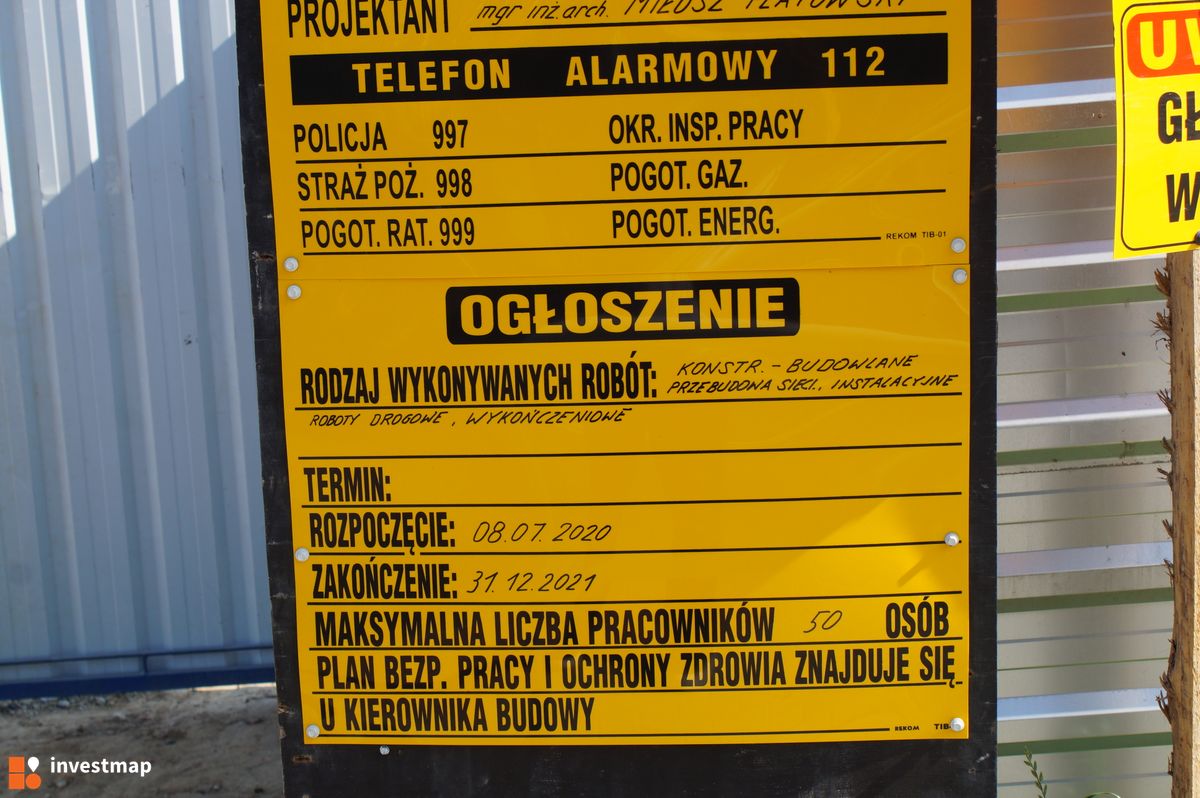 PROJEKTANT mgr inż. arch. MIŁOSZ
TELEFON ALARMOWY 112
POLICJA 997 OKR. INSP. PRACY
STRAŻ POŻ. 998 POGOT. GAZ.
POGOT. RAT. 999 POGOT. ENERG.
REKOM TIB-01
OGŁOSZENIE
RODZAJ WYKONYWANYCH ROBÓT: KONSTR. - BUDOWLANE
PRZEBUDOWA SIECI, INSTALACYJNE
ROBOTY DROGOWE, WYKOŃCZENIOWE
TERMIN:
ROZPOCZĘCIE: 08.07.2020
ZAKOŃCZENIE: 31.12.2021
MAKSYMALNA LICZBA PRACOWNIKÓW 50 OSÓB
PLAN BEZP. PRACY I OCHRONY ZDROWIA ZNAJDUJE SIĘ
U KIEROWNIKA BUDOWY
REKOM TIB-
GŁ
W
investmap